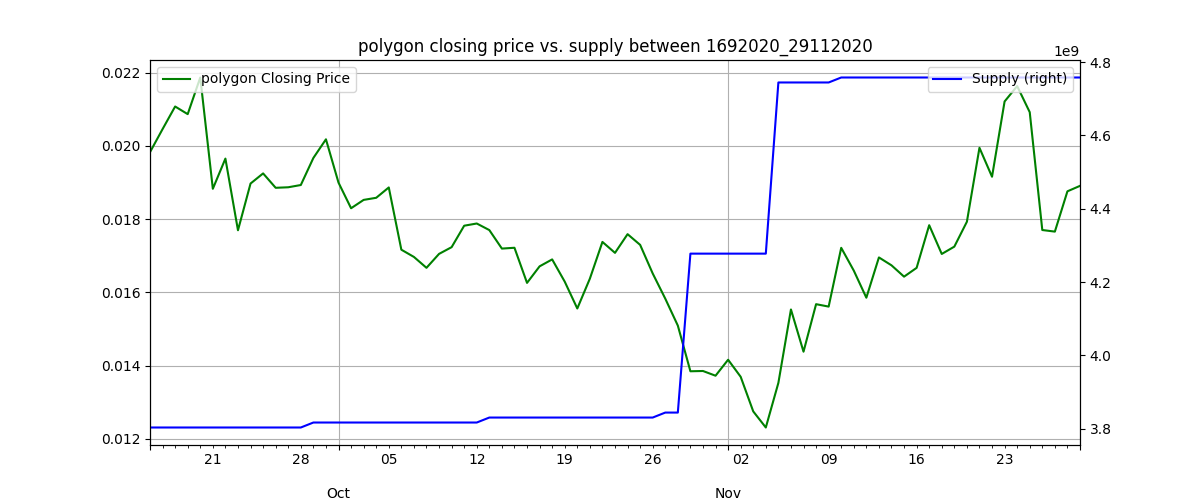 polygon closing price vs. supply between 1692020_29112020
1e9
polygon Closing Price
Supply (right)
0.022
0.020
0.018
0.016
0.014
0.012
4.8
4.6
4.4
4.2
4.0
3.8
21 28 05 12 19 26 02 09 16 23
Oct Nov